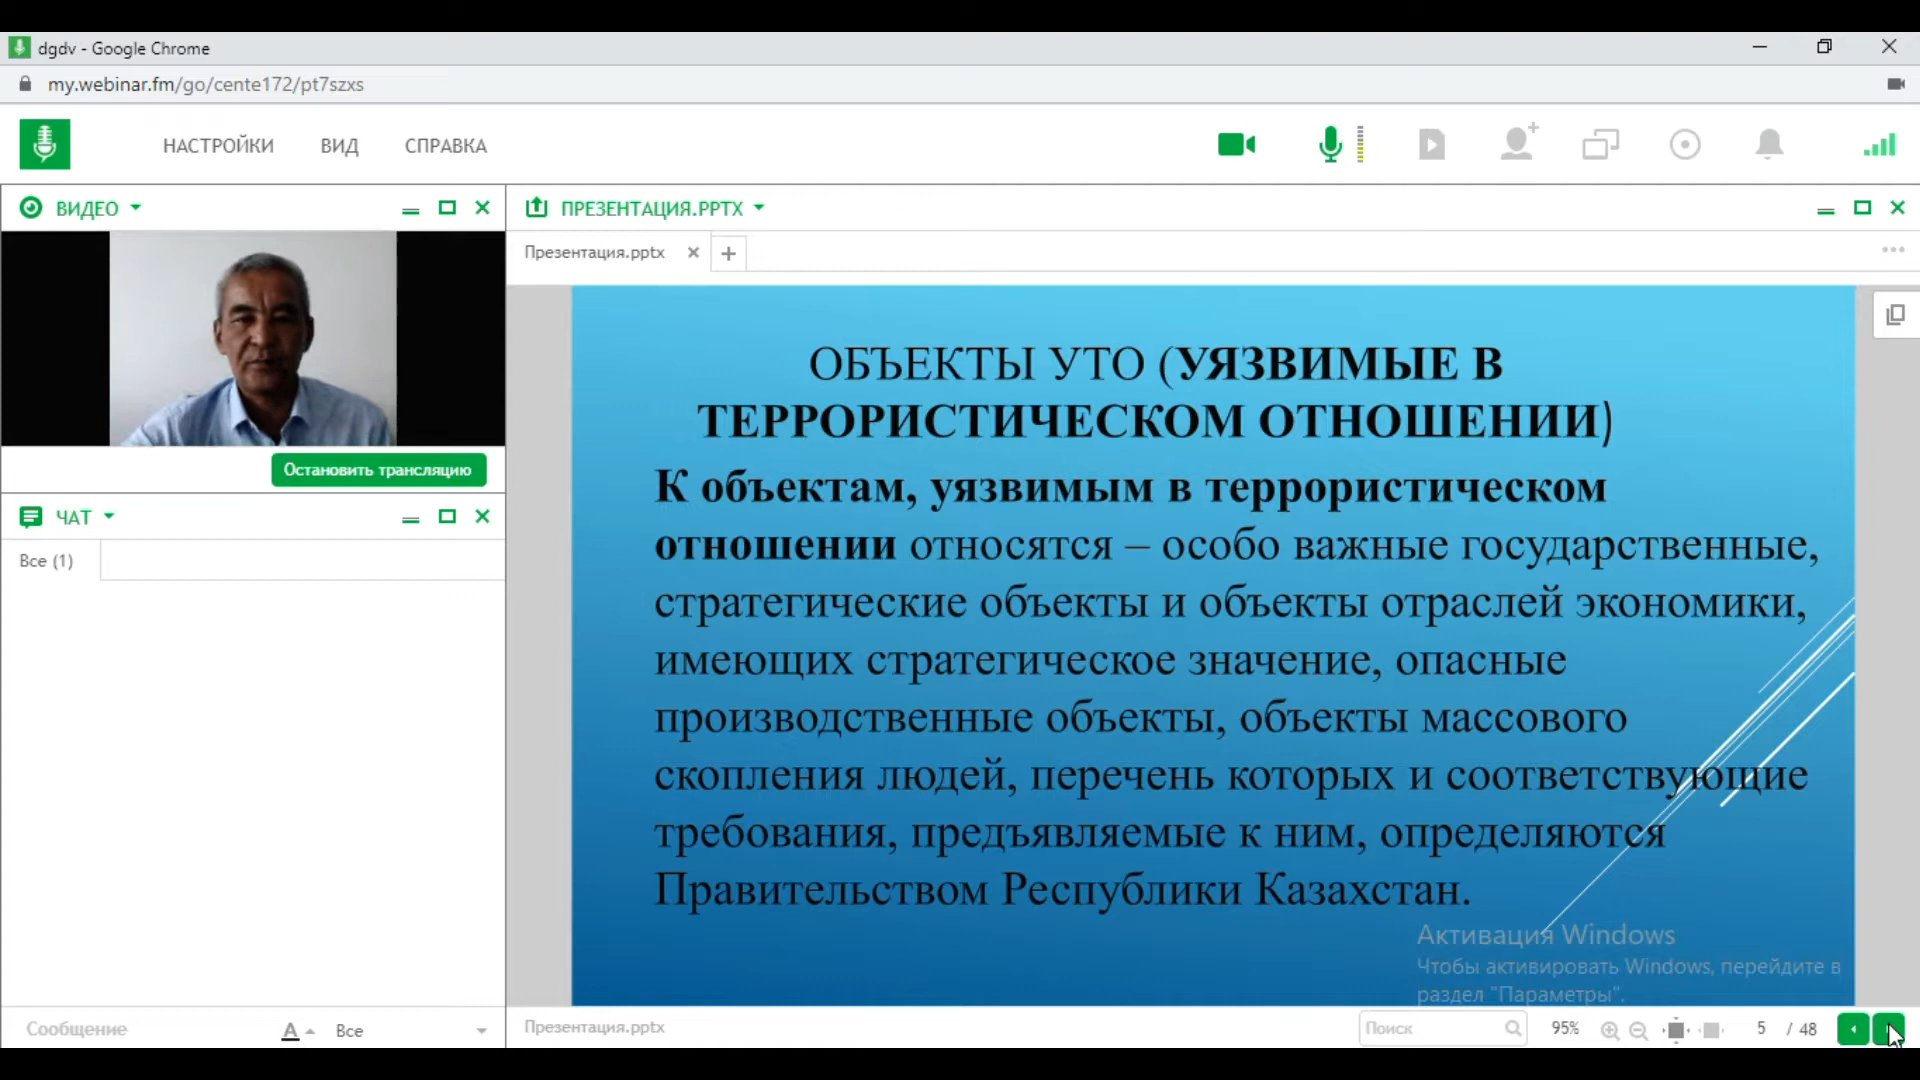 dgdv - Google Chrome
my.webinar.fm/go/cente172/pt7szxs
НАСТРОЙКИ ВИД СПРАВКА
ВИДЕО
Остановить трансляцию
ЧАТ
Все (1)
Сообщение
А Все
ПРЕЗЕНТАЦИЯ.PPTX
Презентация.pptx
ОБЪЕКТЫ УТО (УЯЗВИМЫЕ В
ТЕРРОРИСТИЧЕСКОМ ОТНОШЕНИИ)
К объектам, уязвимым в террористическом
отношении относятся – особо важные государственные,
стратегические объекты и объекты отраслей экономики,
имеющих стратегическое значение, опасные
производственные объекты, объекты массового
скопления людей, перечень которых и соответствующие
требования, предъявляемые к ним, определяются
Правительством Республики Казахстан.
Активация Windows
Чтобы активировать Windows, перейдите в
раздел "Параметры".
Презентация.pptx
Поиск 95% 5 / 48